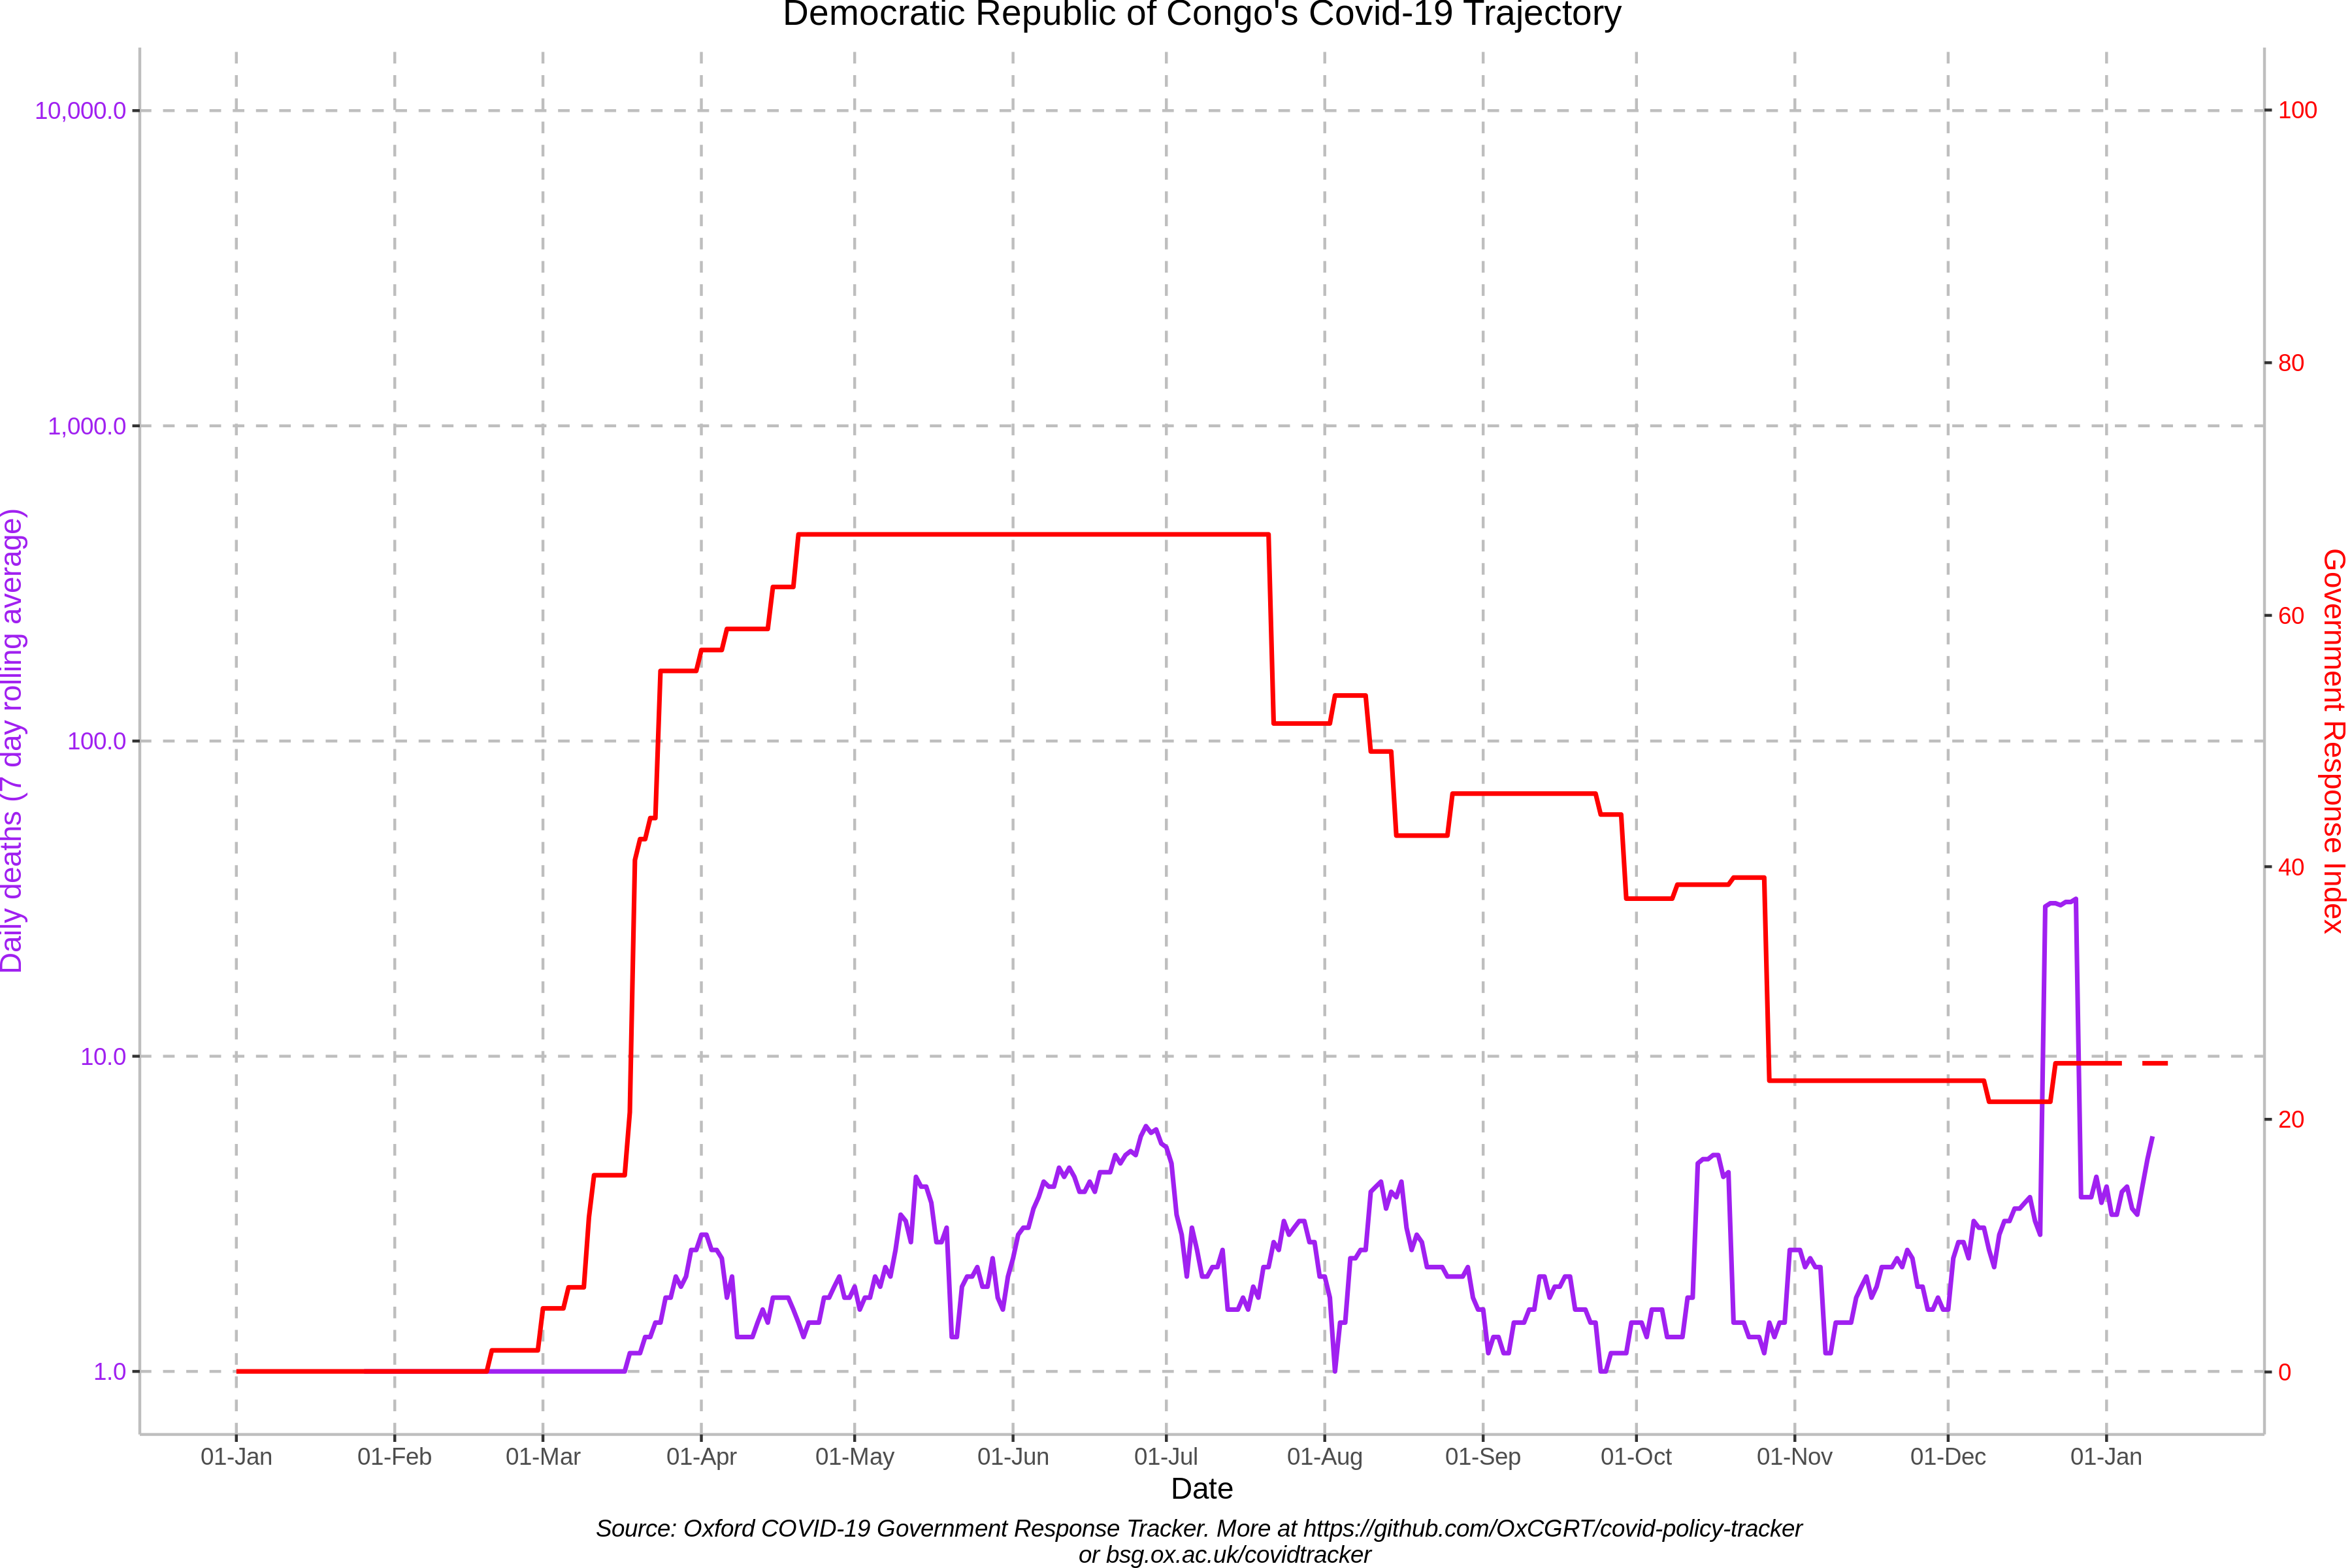 Democratic Republic of Congo's Covid-19 Trajectory
10,000.0
1,000.0
100.0
10.0
1.0
Daily deaths (7 day rolling average)
100
80
60
40
20
0
Government Response Index
01-Jan
01-Feb
01-Mar
01-Apr
01-May
01-Jun
01-Jul
01-Aug
01-Sep
01-Oct
01-Nov
01-Dec
01-Jan
Date
Source: Oxford COVID-19 Government Response Tracker. More at https://github.com/OxCGRT/covid-policy-tracker
or bsg.ox.ac.uk/covidtracker